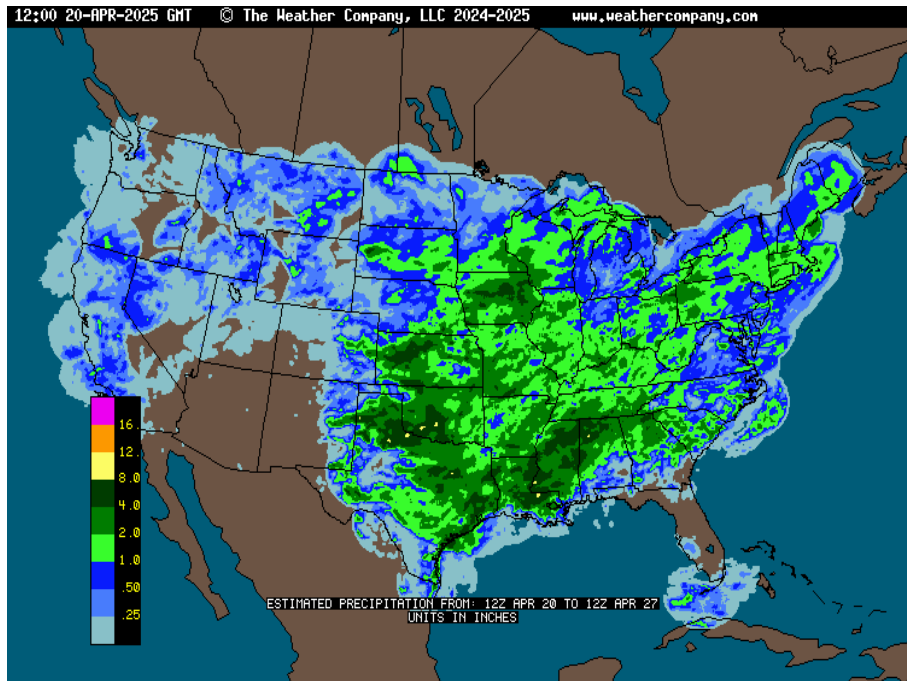 12:00 20-APR-2025 GMT © The Weather Company, LLC 2024-2025 www.weathercompany.com
16
12
8.0
4.0
2.0
1.0
.50
.25
ESTIMATED PRECIPITATION FROM: 12Z APR 20 TO 12Z APR 27
UNITS IN INCHES